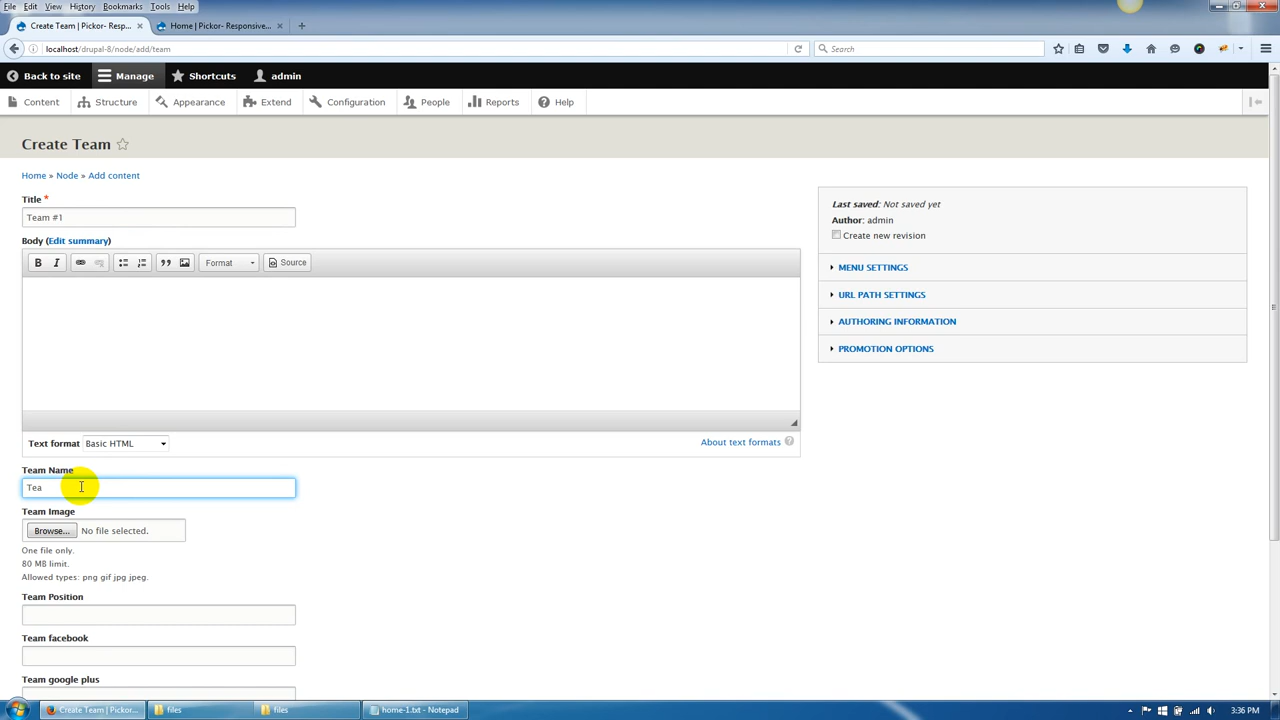 File Edit View History Bookmarks Tools Help
Create Team | Pickor- Resp... × Home | Pickor- Responsive... × +
localhost/drupal-8/node/add/team Search
Back to site Manage Shortcuts admin
Content Structure Appearance Extend Configuration People Reports Help
Create Team
Home » Node » Add content
Title *
Team #1
Body (Edit summary)
B I Format Source
Text format Basic HTML
About text formats ?
Team Name
Tea
Team Image
Browse... No file selected.
One file only.
80 MB limit.
Allowed types: png gif jpg jpeg.
Team Position
Team facebook
Team google plus
Last saved: Not saved yet
Author: admin
Create new revision
MENU SETTINGS
URL PATH SETTINGS
AUTHORING INFORMATION
PROMOTION OPTIONS
Create Team | Pickor... files files home-1.txt - Notepad 3:36 PM